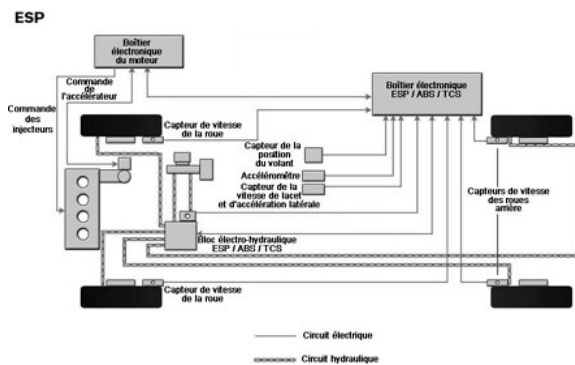 ESP
Boîtier
électronique
du moteur
Commande
de
l'accélérateur
Commande
des
injecteurs
Boîtier électronique
ESP / ABS / TCS
Capteur de vitesse
de la roue
Capteur de la
position
du volant
Accéléromètre
Capteur de la
vitesse de lacet
et d'accélération latérale
Capteurs de vitesse
des roues
arrière
Bloc électro-hydraulique
ESP / ABS / TCS
Capteur de vitesse
de la roue
Circuit électrique
Circuit hydraulique